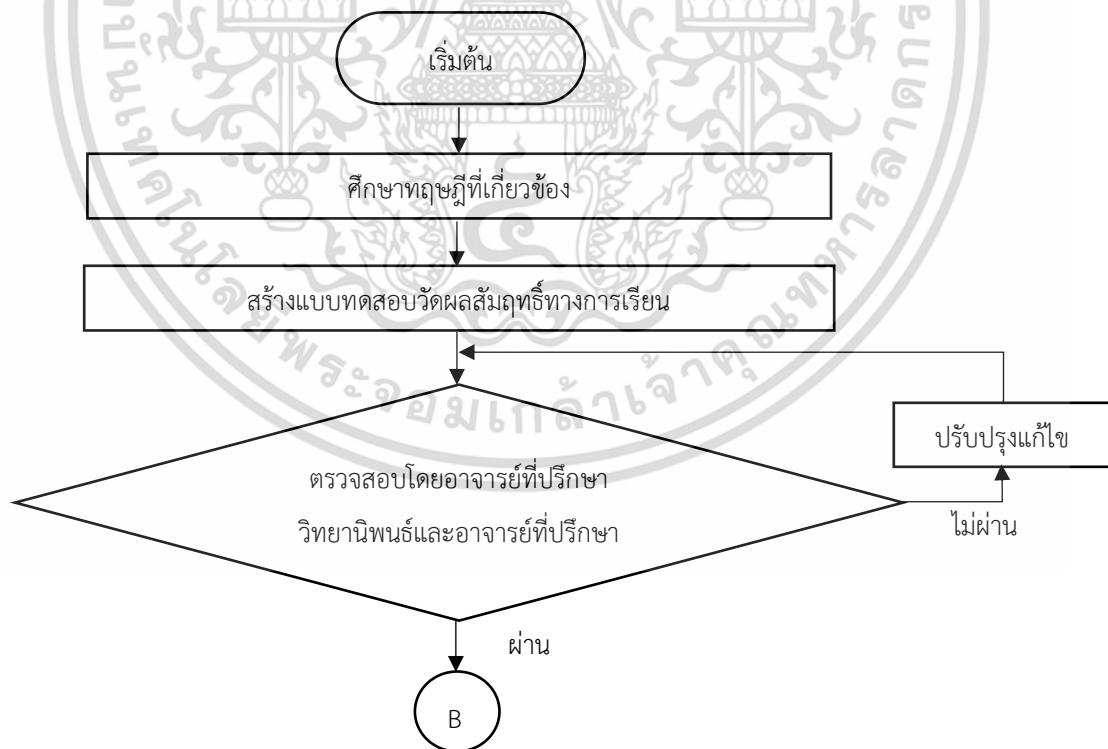 เริ่มต้น
ศึกษาทฤษฎีที่เกี่ยวข้อง
สร้างแบบทดสอบวัดผลสัมฤทธิ์ทางการเรียน
ปรับปรุงแก้ไข
ตรวจสอบโดยอาจารย์ที่ปรึกษา
วิทยานิพนธ์และอาจารย์ที่ปรึกษา
ไม่ผ่าน
ผ่าน
B